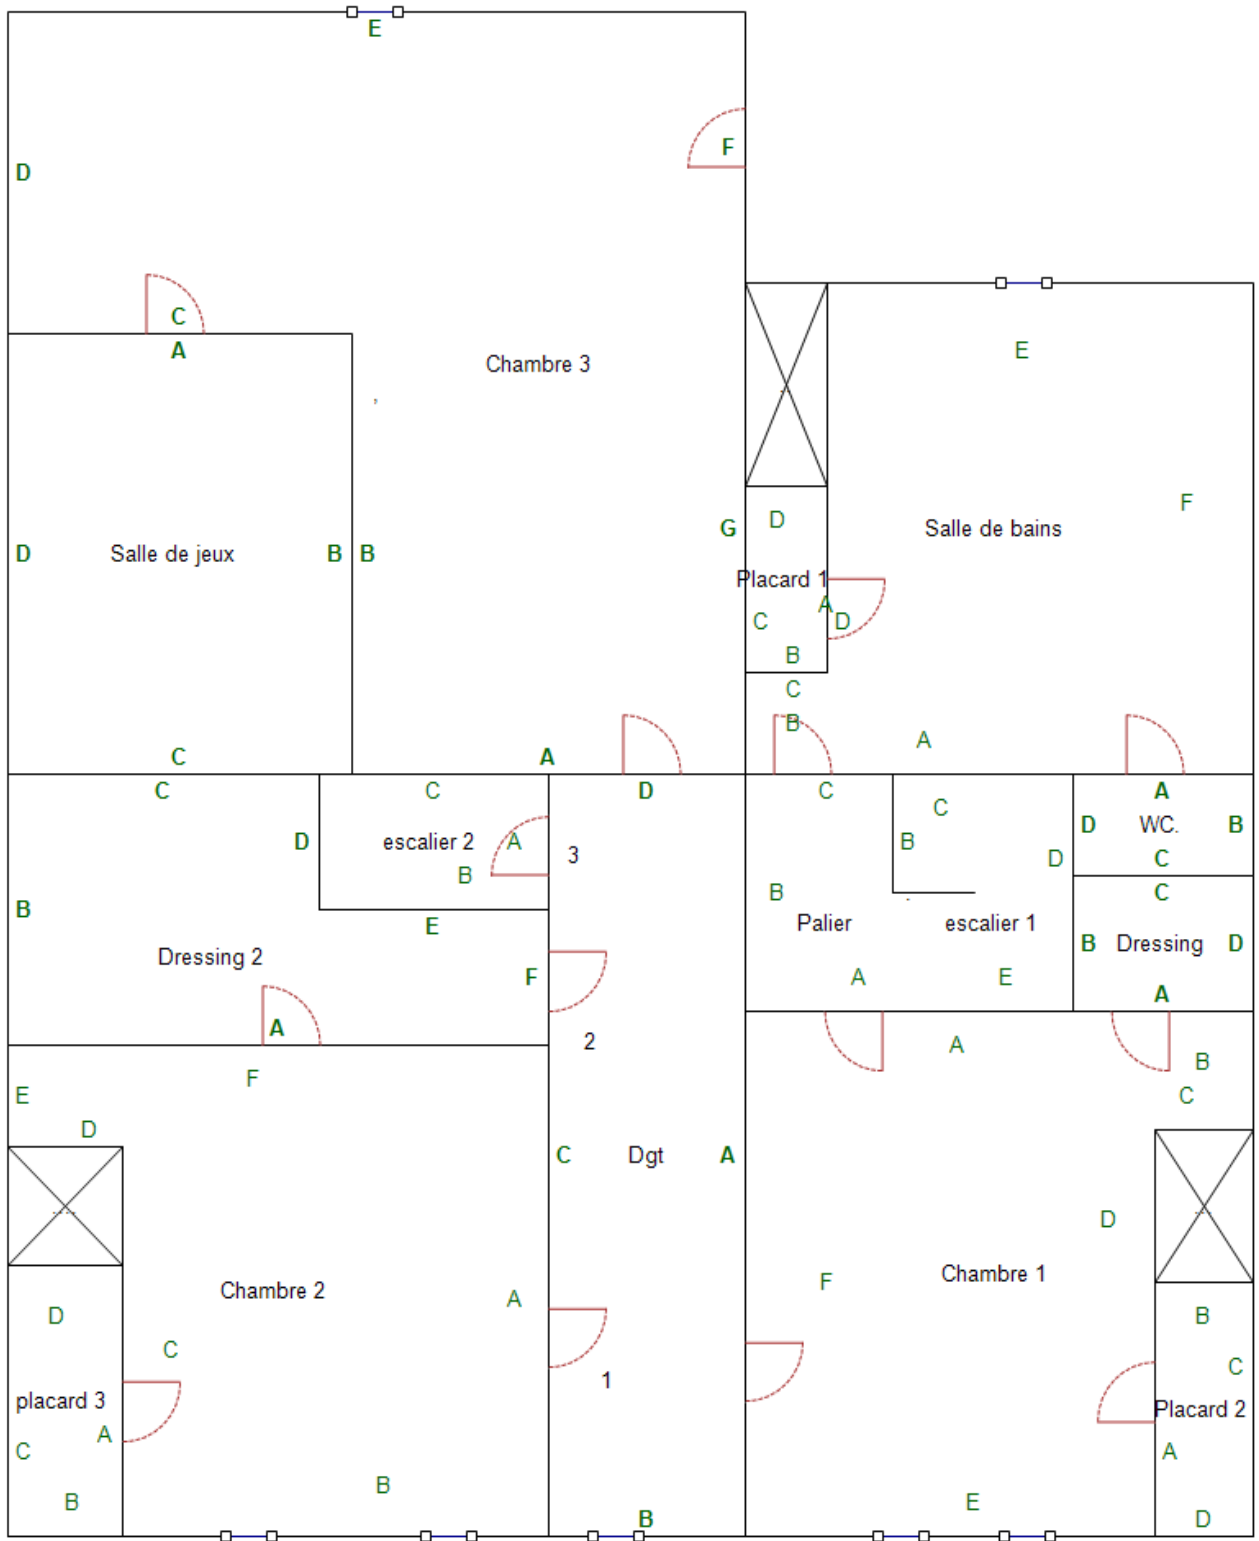 E
F
D
C
A
E
Chambre 3
F
D
G
Salle de bains
D
Salle de jeux
B
B
Placard 1
A
C
D
B
C
B
A
C
A
C
C
D
C
A
C
D
escalier 2
A
3
B
C
B
D
D
WC.
B
C
B
B
C
B
E
Palier
escalier 1
B
Dressing
D
Dressing 2
F
A
E
A
A
2
A
B
F
E
C
D
C
Dgt
A
D
Chambre 1
F
Chambre 2
A
D
B
C
C
1
placard 3
Placard 2
A
C
A
B
B
E
B
D